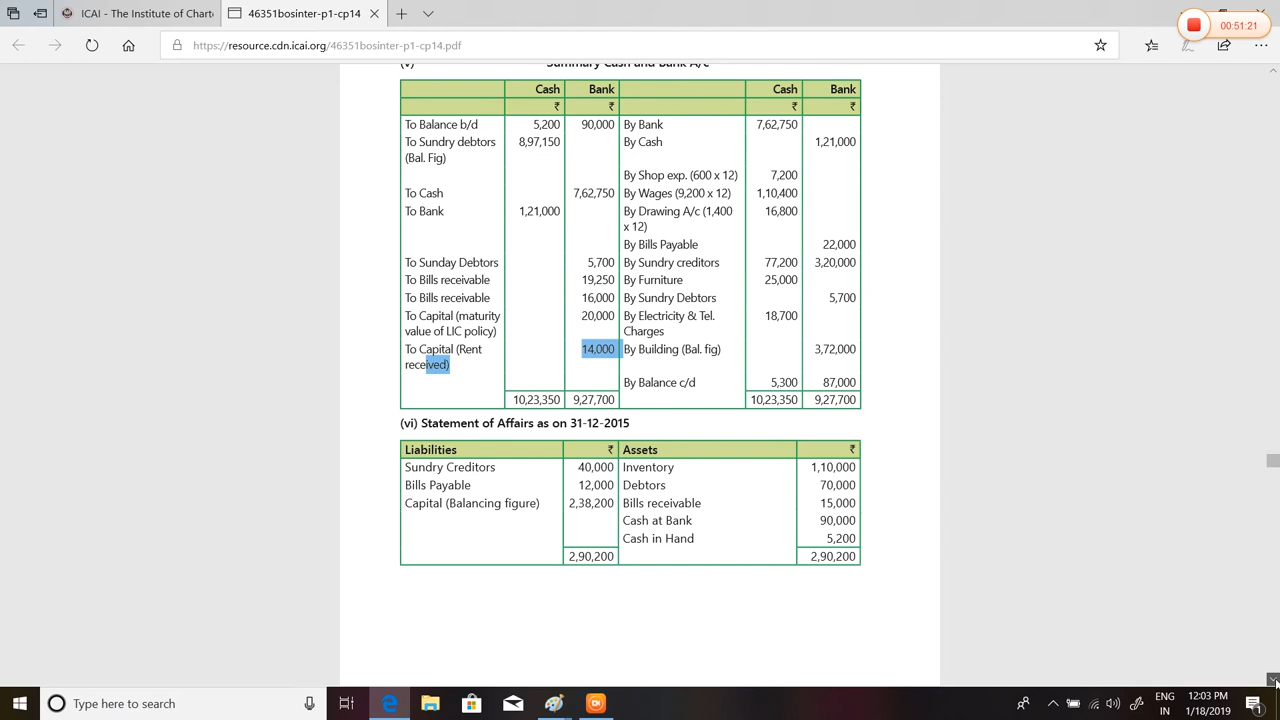 ICAI - The Institute of Chart
46351bosinter-p1-cp14
00:51:21
https://resource.cdn.icai.org/46351bosinter-p1-cp14.pdf
(v) Summary Cash and Bank A/c
Cash Bank Cash Bank
₹ ₹ ₹ ₹
To Balance b/d 5,200 90,000 By Bank 7,62,750
To Sundry debtors 8,97,150 By Cash 1,21,000
(Bal. Fig)
By Shop exp. (600 x 12) 7,200
To Cash 7,62,750 By Wages (9,200 x 12) 1,10,400
To Bank 1,21,000 By Drawing A/c (1,400 16,800
x 12)
By Bills Payable 22,000
To Sunday Debtors 5,700 By Sundry creditors 77,200 3,20,000
To Bills receivable 19,250 By Furniture 25,000
To Bills receivable 16,000 By Sundry Debtors 5,700
To Capital (maturity 20,000 By Electricity & Tel. 18,700
value of LIC policy) Charges
To Capital (Rent 14,000 By Building (Bal. fig) 3,72,000
received)
By Balance c/d 5,300 87,000
10,23,350 9,27,700 10,23,350 9,27,700
(vi) Statement of Affairs as on 31-12-2015
Liabilities ₹ Assets ₹
Sundry Creditors 40,000 Inventory 1,10,000
Bills Payable 12,000 Debtors 70,000
Capital (Balancing figure) 2,38,200 Bills receivable 15,000
Cash at Bank 90,000
Cash in Hand 5,200
2,90,200 2,90,200
Type here to search
ENG 12:03 PM
IN 1/18/2019